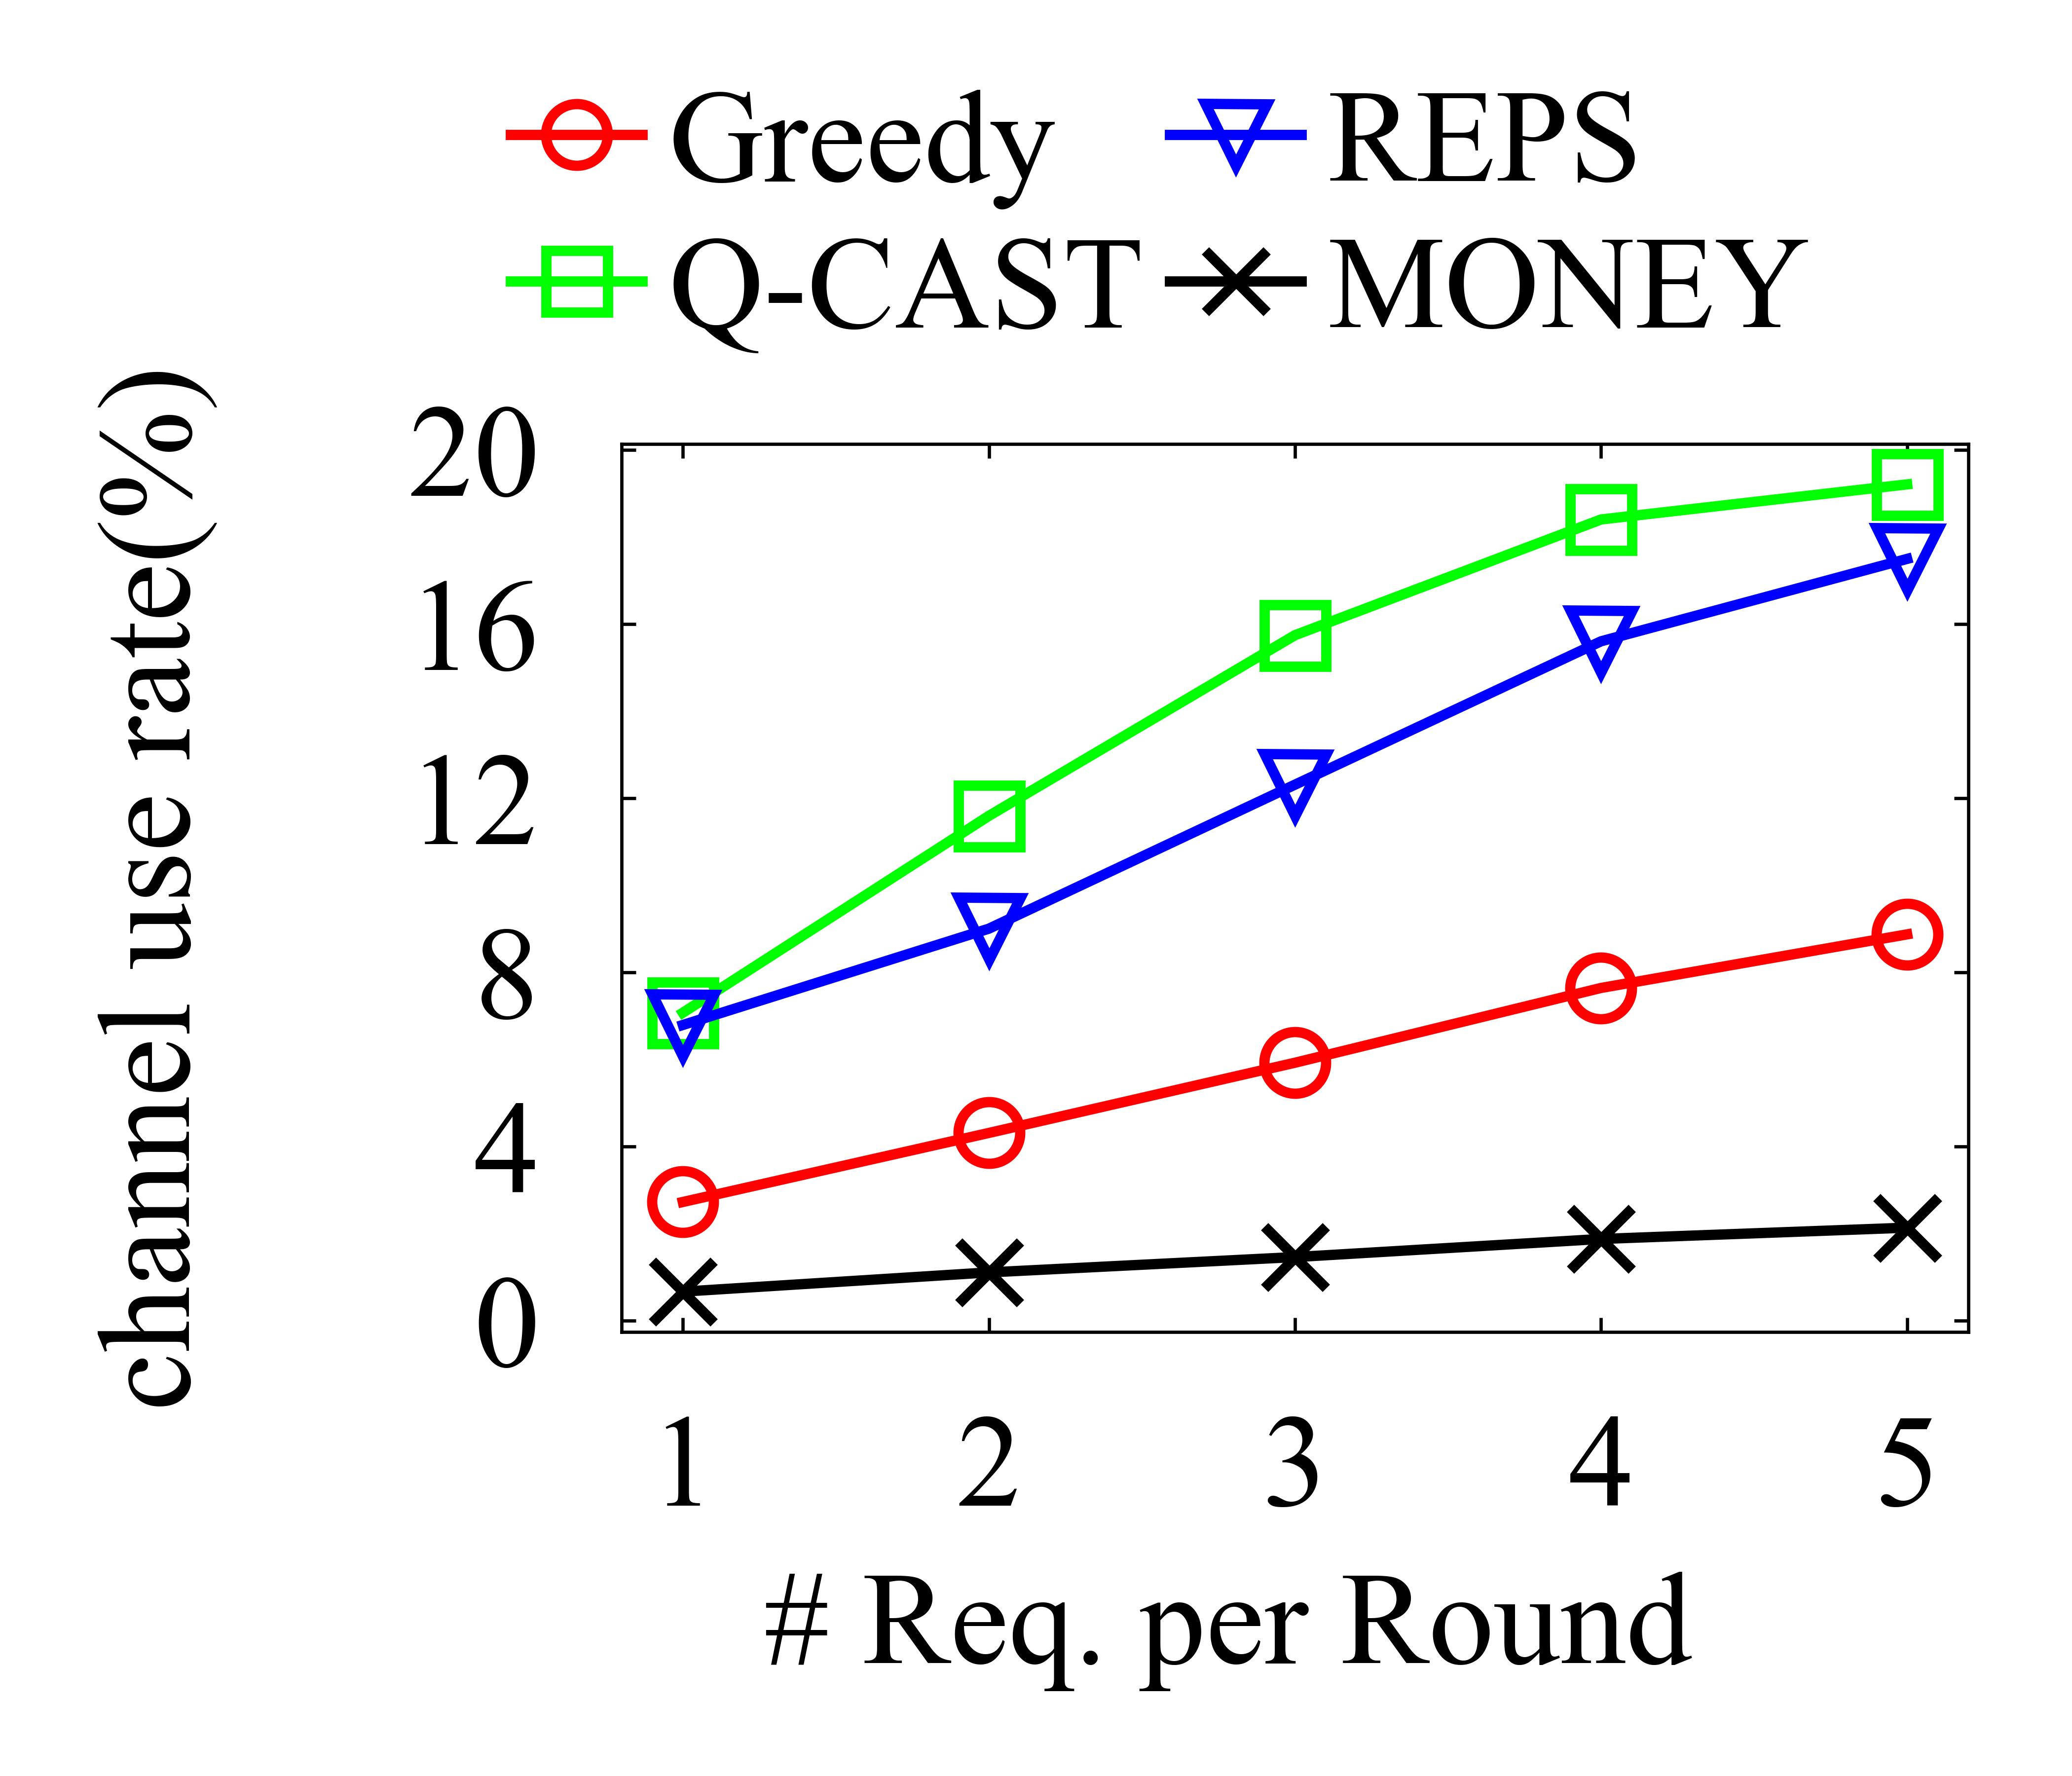 Greedy REPS
Q-CAST MONEY
channel use rate(%)
20
16
12
8
4
0
1 2 3 4 5
# Req. per Round